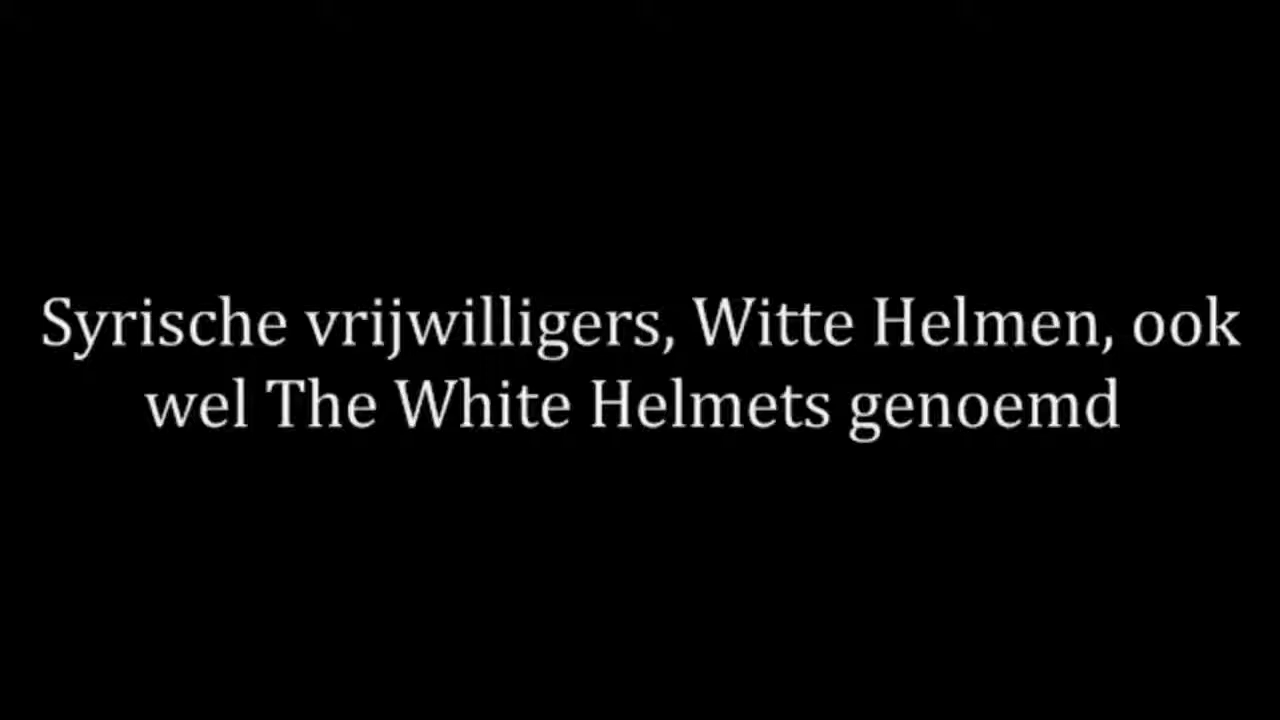 Syrische vrijwilligers, Witte Helmen, ook
wel The White Helmets genoemd